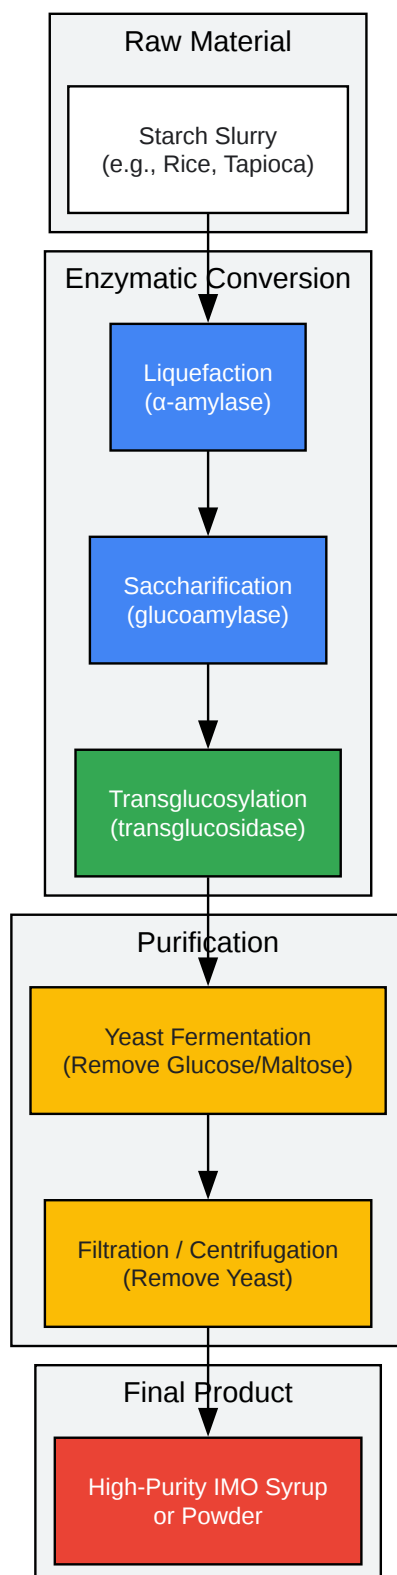 Raw Material
Starch Slurry
(e.g., Rice, Tapioca)
Enzymatic Conversion
Liquefaction
(α-amylase)
Saccharification
(glucoamylase)
Transglucosylation
(transglucosidase)
Purification
Yeast Fermentation
(Remove Glucose/Maltose)
Filtration / Centrifugation
(Remove Yeast)
Final Product
High-Purity IMO Syrup
or Powder